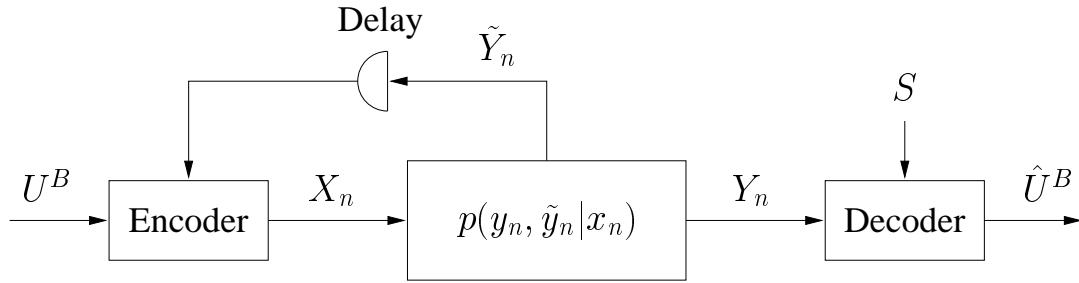 Delay
Ỹ_n
S
U^B
Encoder
X_n
p(y_n, ỹ_n|x_n)
Y_n
Decoder
Û^B